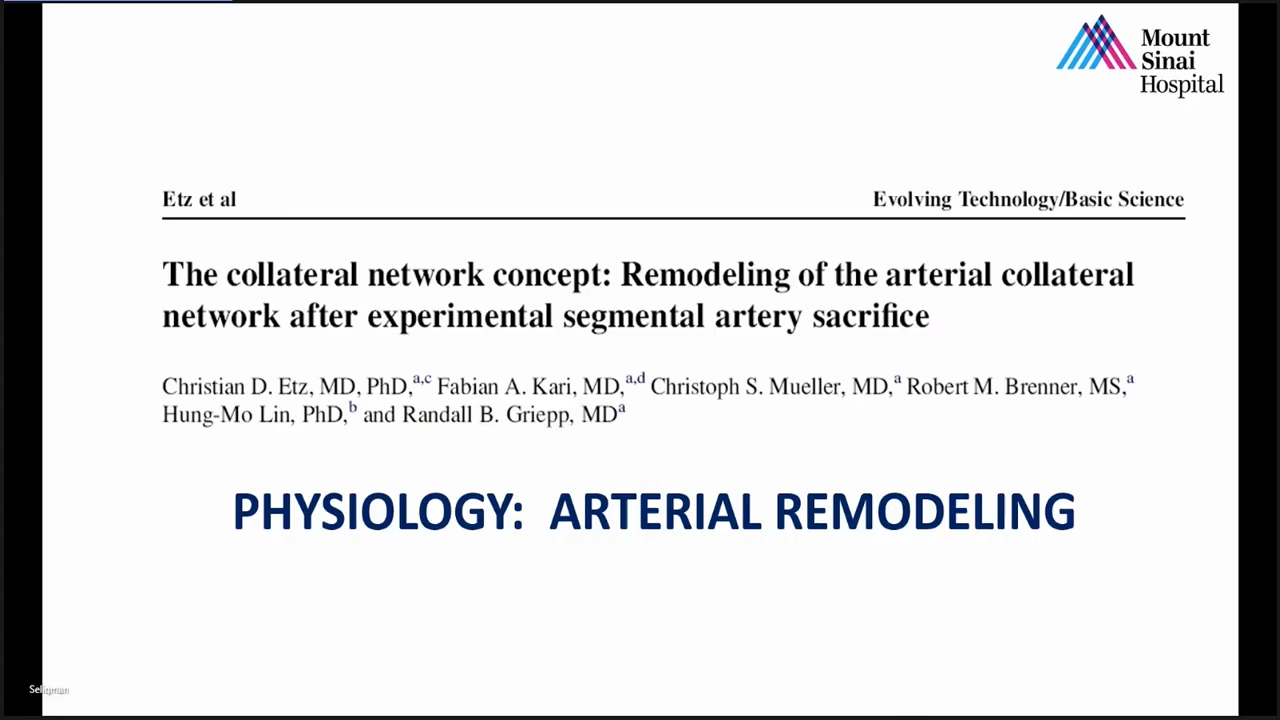 Mount
Sinai
Hospital
Etz et al Evolving Technology/Basic Science
The collateral network concept: Remodeling of the arterial collateral
network after experimental segmental artery sacrifice
Christian D. Etz, MD, PhD,a,c Fabian A. Kari, MD,a,d Christoph S. Mueller, MD,a Robert M. Brenner, MS,a
Hung-Mo Lin, PhD,b and Randall B. Griepp, MDa
PHYSIOLOGY: ARTERIAL REMODELING
Seligman